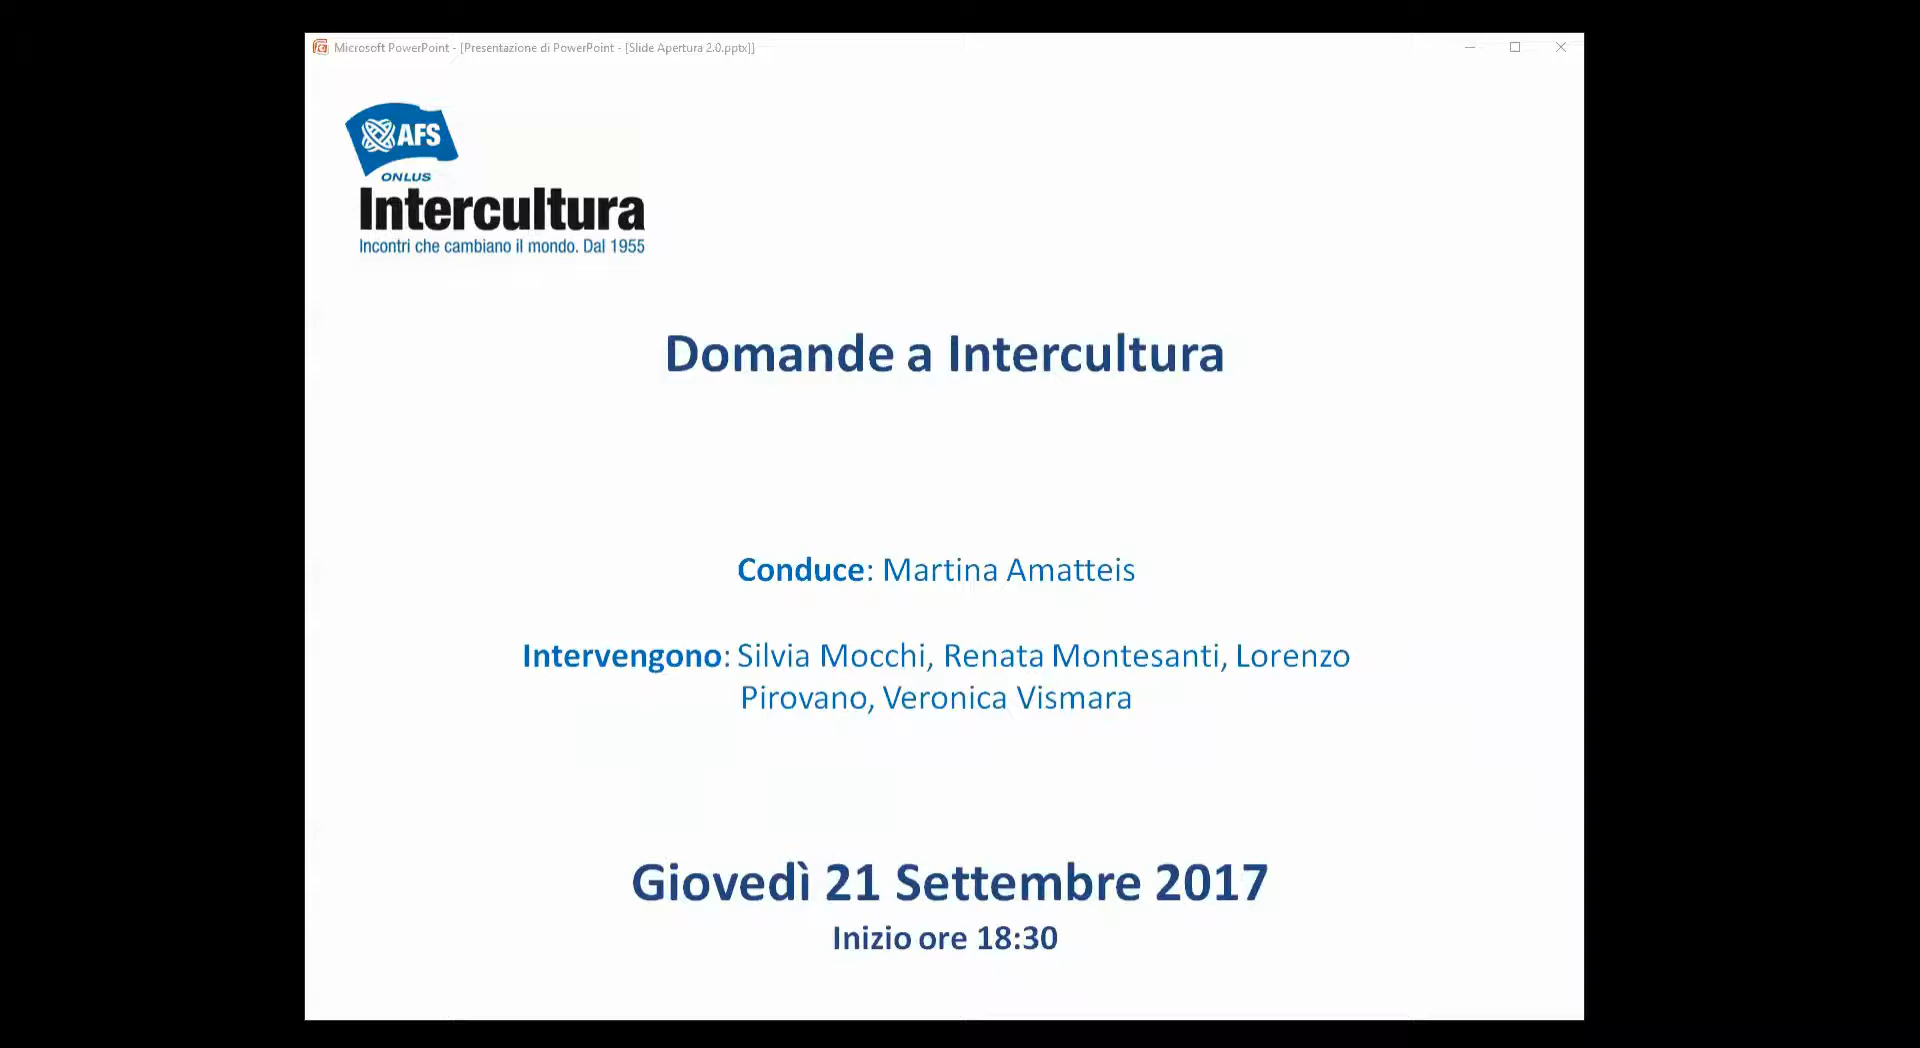 Microsoft PowerPoint - [Presentazione di PowerPoint - [Slide Apertura 2.0.pptx]]
AFS
ONLUS
Intercultura
Incontri che cambiano il mondo. Dal 1955
Domande a Intercultura
Conduce: Martina Amatteis
Intervengono: Silvia Mocchi, Renata Montesanti, Lorenzo
Pirovano, Veronica Vismara
Giovedì 21 Settembre 2017
Inizio ore 18:30